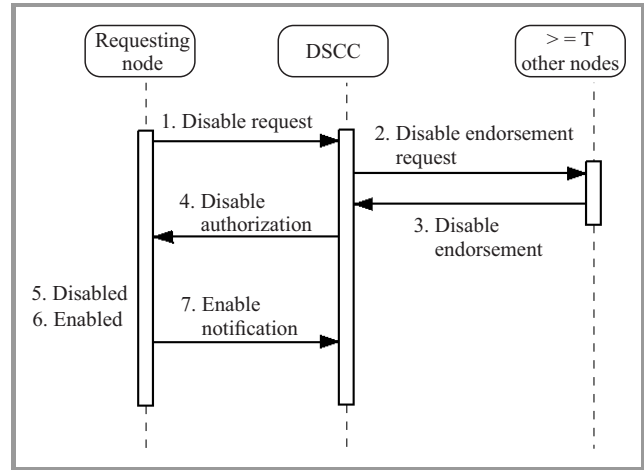 Requesting
node
DSCC
> = T
other nodes
1. Disable request
2. Disable endorsement
request
4. Disable
authorization
3. Disable
endorsement
5. Disabled
6. Enabled
7. Enable
notification